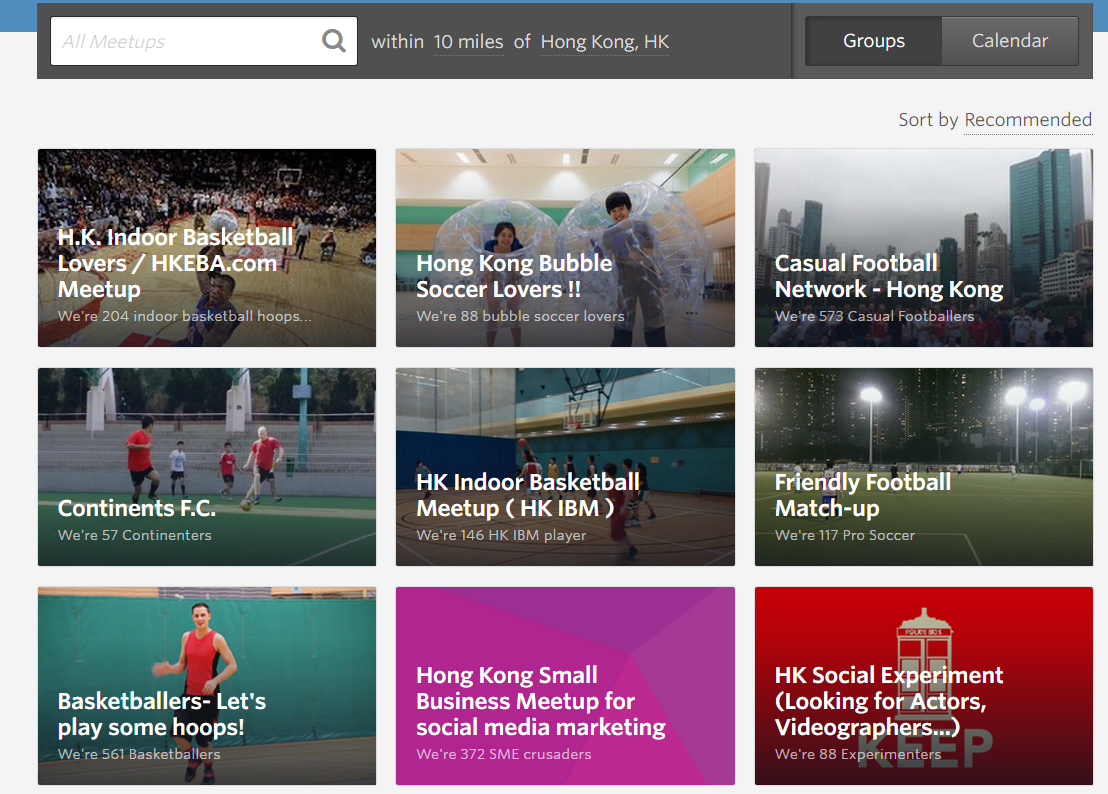 All Meetups
within 10 miles of Hong Kong, HK
Groups
Calendar
Sort by Recommended
H.K. Indoor Basketball
Lovers / HKEBA.com
Meetup
We're 204 indoor basketball hoops...
Hong Kong Bubble
Soccer Lovers !!
We're 88 bubble soccer lovers
Casual Football
Network - Hong Kong
We're 573 Casual Footballers
Continents F.C.
We're 57 Continenters
HK Indoor Basketball
Meetup ( HK IBM )
We're 146 HK IBM player
Friendly Football
Match-up
We're 117 Pro Soccer
Basketballers- Let's
play some hoops!
We're 561 Basketballers
Hong Kong Small
Business Meetup for
social media marketing
We're 372 SME crusaders
POLICE BOX
HK Social Experiment
(Looking for Actors,
Videographers...)
We're 88 Experimenters
KEEP